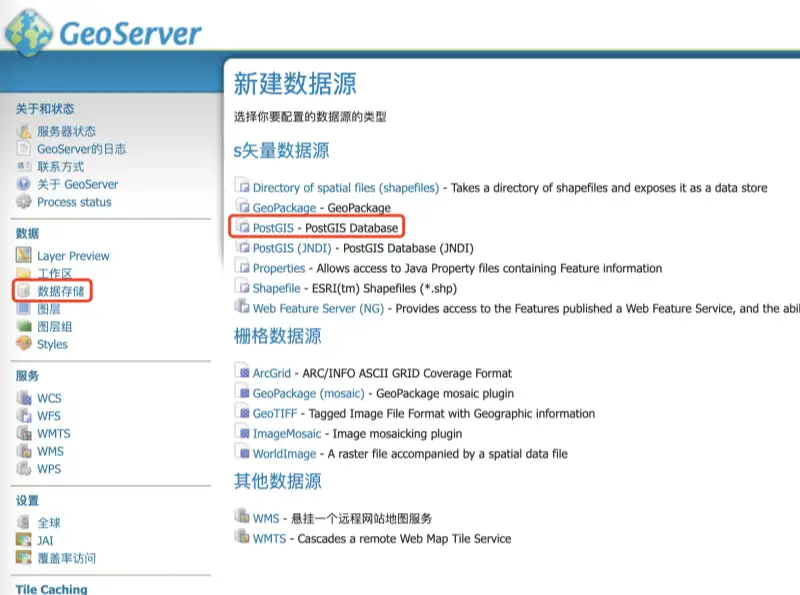 GeoServer
关于和状态
服务器状态
GeoServer的日志
联系方式
关于 GeoServer
Process status
数据
Layer Preview
工作区
数据存储
图层
图层组
Styles
服务
WCS
WFS
WMTS
WMS
WPS
设置
全球
JAI
覆盖率访问
Tile Caching
新建数据源
选择你要配置的数据源的类型
s矢量数据源
Directory of spatial files (shapefiles) - Takes a directory of shapefiles and exposes it as a data store
GeoPackage - GeoPackage
PostGIS - PostGIS Database
PostGIS (JNDI) - PostGIS Database (JNDI)
Properties - Allows access to Java Property files containing Feature information
Shapefile - ESRI(tm) Shapefiles (*.shp)
Web Feature Server (NG) - Provides access to the Features published a Web Feature Service, and the abil
栅格数据源
ArcGrid - ARC/INFO ASCII GRID Coverage Format
GeoPackage (mosaic) - GeoPackage mosaic plugin
GeoTIFF - Tagged Image File Format with Geographic information
ImageMosaic - Image mosaicking plugin
WorldImage - A raster file accompanied by a spatial data file
其他数据源
WMS - 悬挂一个远程网站地图服务
WMTS - Cascades a remote Web Map Tile Service